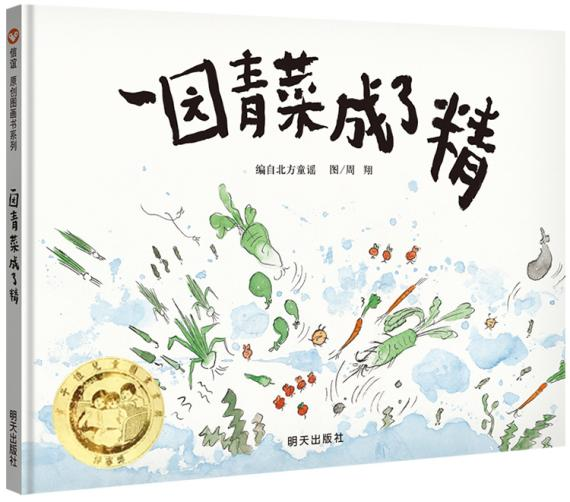 一园青菜成了精
编自北方童谣 图/周 翔
明天出版社
信谊 原创图画书系列
一园青菜成了精
明天出版社